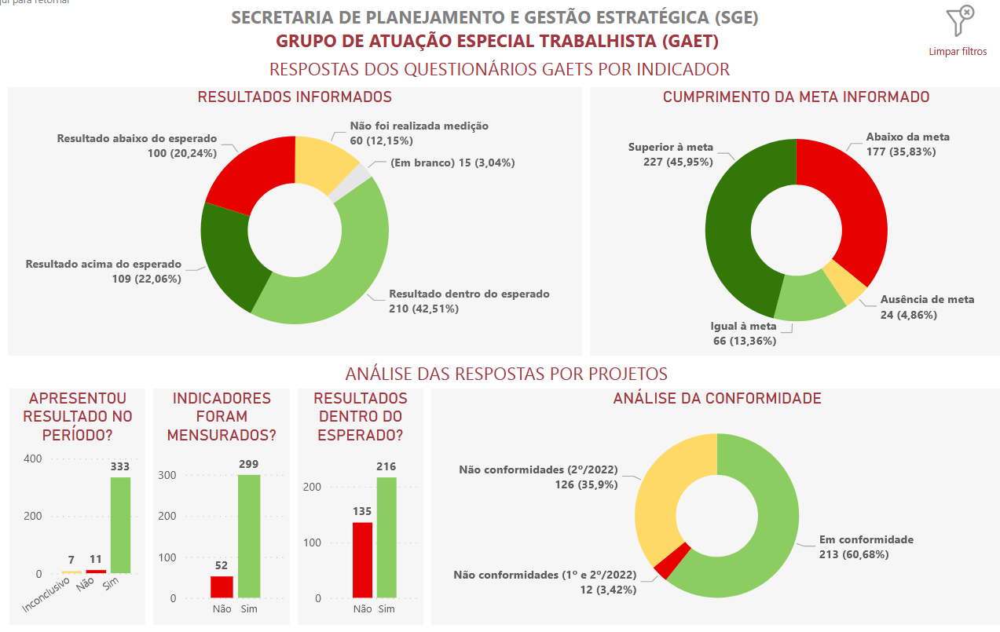 para retornar
SECRETARIA DE PLANEJAMENTO E GESTÃO ESTRATÉGICA (SGE)
GRUPO DE ATUAÇÃO ESPECIAL TRABALHISTA (GAET)
Limpar filtros
RESPOSTAS DOS QUESTIONÁRIOS GAETS POR INDICADOR
RESULTADOS INFORMADOS
Resultado abaixo do esperado
100 (20,24%)
Não foi realizada medição
60 (12,15%)
(Em branco) 15 (3,04%)
Resultado acima do esperado
109 (22,06%)
Resultado dentro do esperado
210 (42,51%)
CUMPRIMENTO DA META INFORMADO
Superior à meta
227 (45,95%)
Abaixo da meta
177 (35,83%)
Ausência de meta
24 (4,86%)
Igual à meta
66 (13,36%)
ANÁLISE DAS RESPOSTAS POR PROJETOS
APRESENTOU
RESULTADO NO
PERÍODO?
400
200
0
7
11
333
Inconclusivo
Não
Sim
INDICADORES
FORAM
MENSURADOS?
300
200
100
0
52
299
Não
Sim
RESULTADOS
DENTRO DO
ESPERADO?
200
100
0
135
216
Não
Sim
ANÁLISE DA CONFORMIDADE
Não conformidades (2º/2022)
126 (35,9%)
Em conformidade
213 (60,68%)
Não conformidades (1º e 2º/2022)
12 (3,42%)